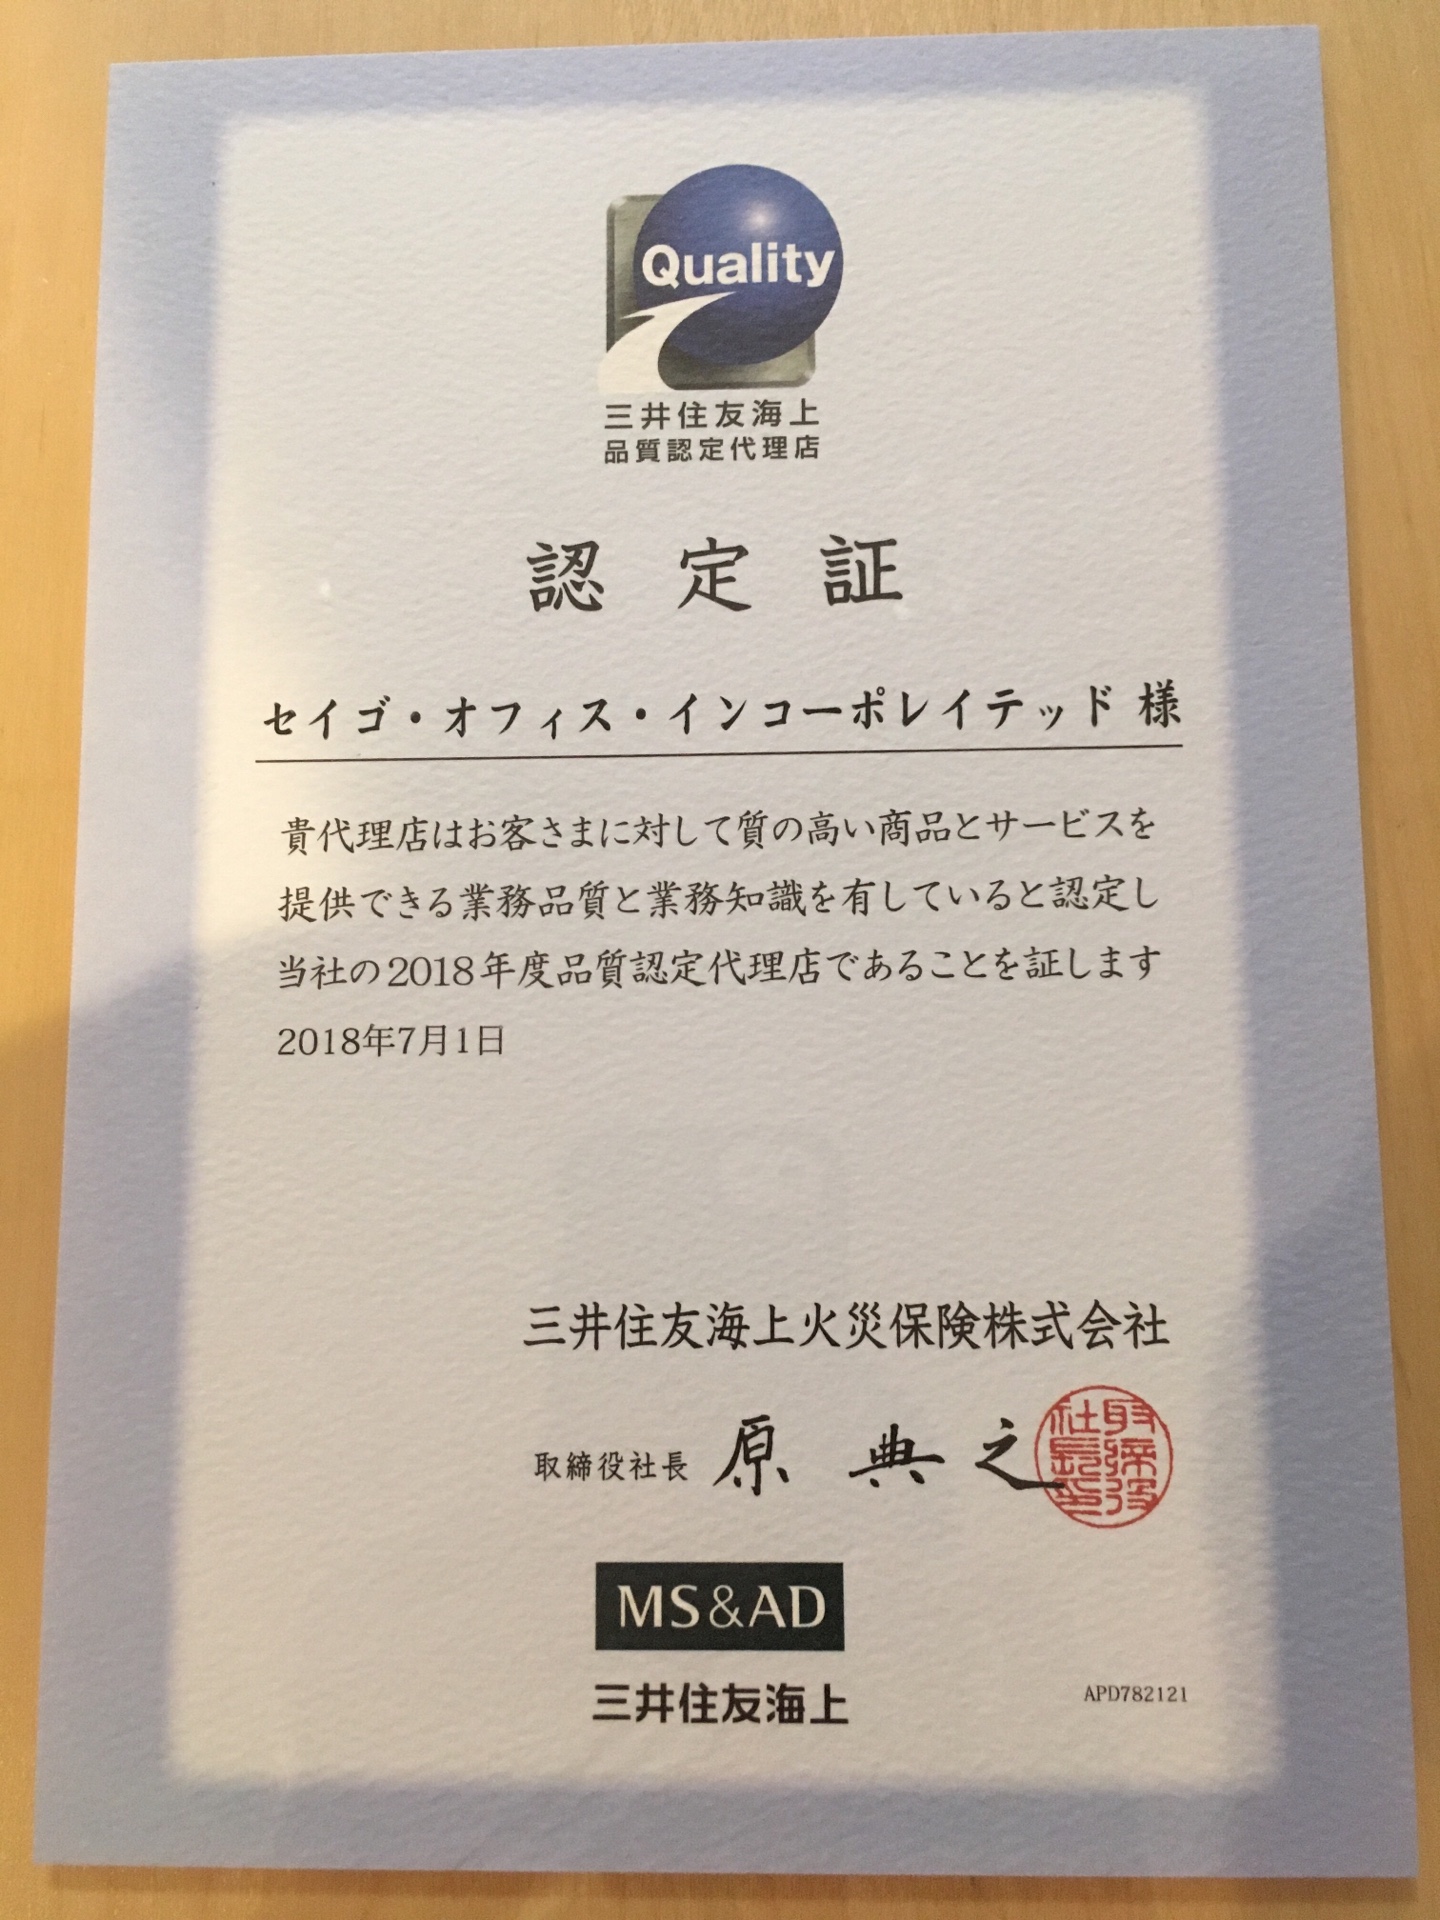 Quality
三井住友海上
品質認定代理店
認定証
セイゴ・オフィス・インコーポレイテッド 様
貴代理店はお客さまに対して質の高い商品とサービスを
提供できる業務品質と業務知識を有していると認定し
当社の2018年度品質認定代理店であることを証します
2018年7月1日
三井住友海上火災保険株式会社
取締役社長 原 典之
取締役社長之印
MS&AD
三井住友海上
APD782121